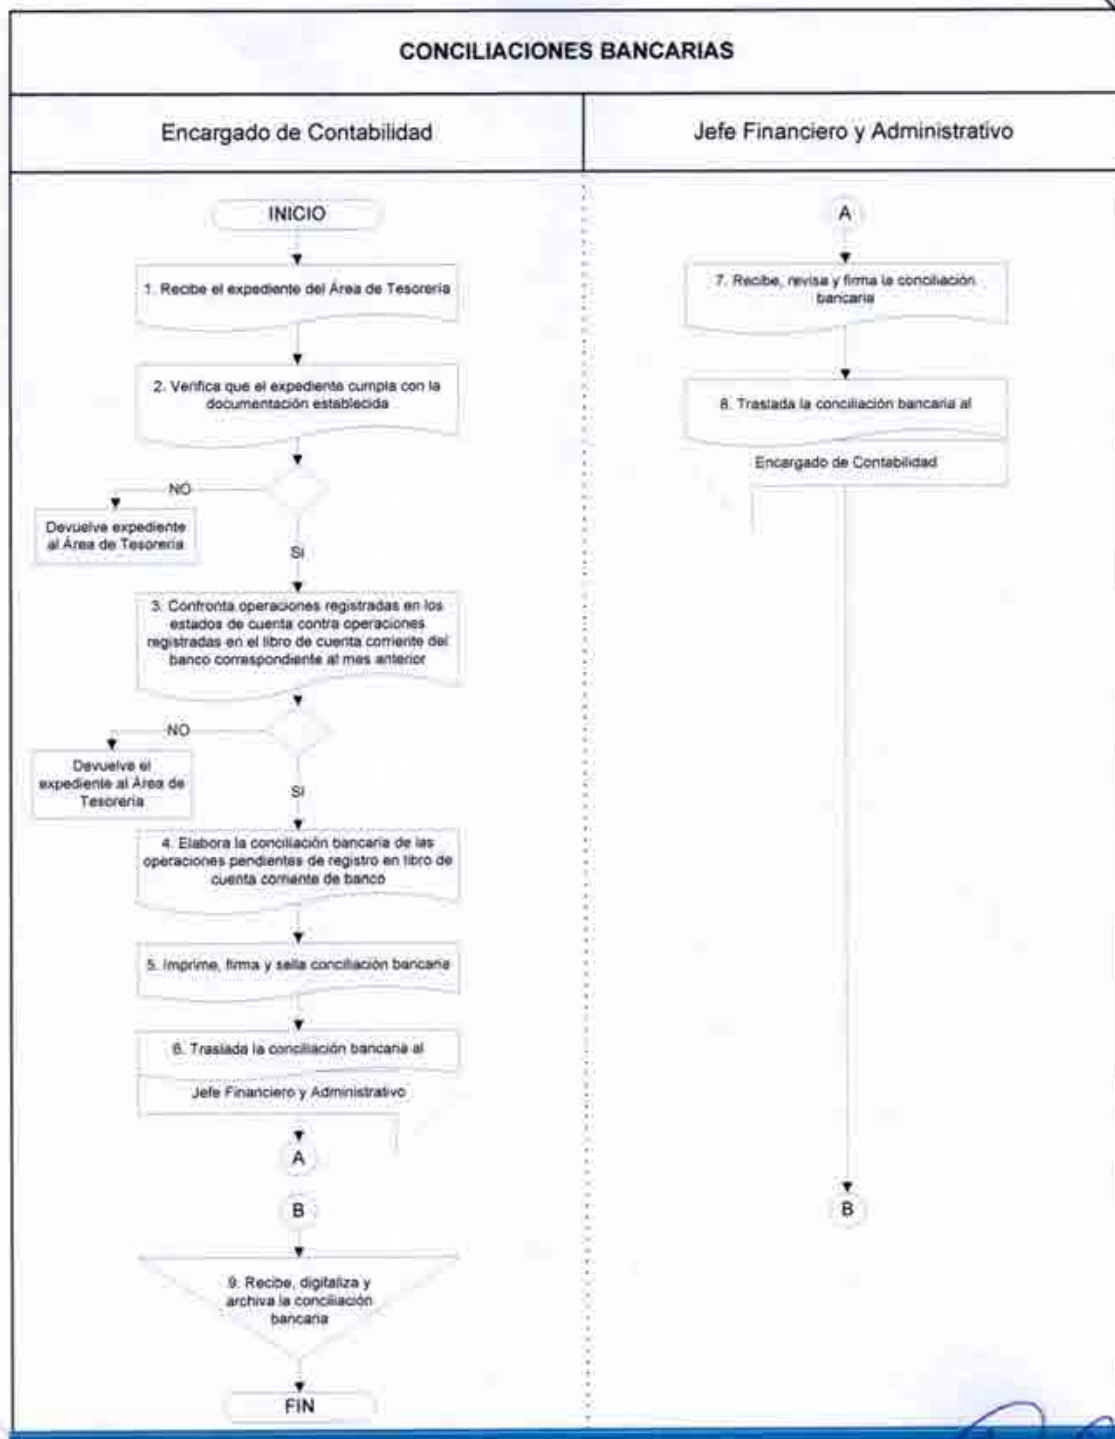 CONCILIACIONES BANCARIAS
Encargado de Contabilidad
Jefe Financiero y Administrativo
INICIO
1. Recibe el expediente del Área de Tesorería
2. Verifica que el expediente cumpla con la
documentación establecida
NO
Devuelve expediente
al Área de Tesorería
SI
3. Confronta operaciones registradas en los
estados de cuenta contra operaciones
registradas en el libro de cuenta corriente del
banco correspondiente al mes anterior
NO
Devuelve el
expediente al Área de
Tesorería
SI
4. Elabora la conciliación bancaria de las
operaciones pendientes de registro en libro de
cuenta corriente de banco
5. Imprime, firma y sella conciliación bancaria
6. Traslada la conciliación bancaria al
Jefe Financiero y Administrativo
A
A
7. Recibe, revisa y firma la conciliación
bancaria
8. Traslada la conciliación bancaria al
Encargado de Contabilidad
B
B
9. Recibe, digitaliza y
archiva la conciliación
bancaria
FIN